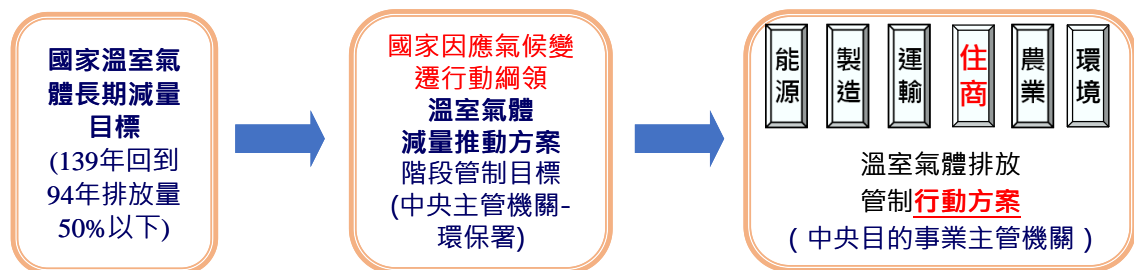 國家溫室氣
體長期減量
目標
(139年回到
94年排放量
50%以下)
國家因應氣候變
遷行動綱領
溫室氣體
減量推動方案
階段管制目標
(中央主管機關-
環保署)
能源
製造
運輸
住商
農業
環境
溫室氣體排放
管制行動方案
(中央目的事業主管機關)